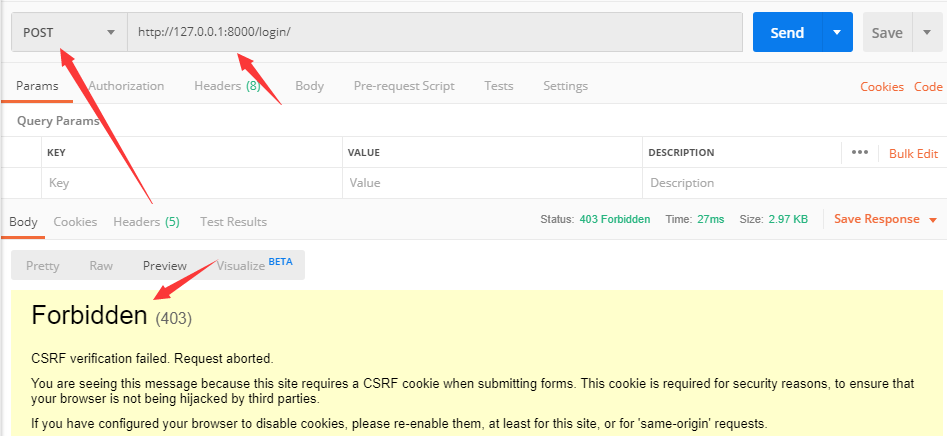 POST http://127.0.0.1:8000/login/ Send Save
Params Authorization Headers (8) Body Pre-request Script Tests Settings Cookies Code
Query Params
KEY VALUE DESCRIPTION ••• Bulk Edit
Key Value Description
Body Cookies Headers (5) Test Results Status: 403 Forbidden Time: 27ms Size: 2.97 KB Save Response
Pretty Raw Preview Visualize BETA
Forbidden (403)
CSRF verification failed. Request aborted.
You are seeing this message because this site requires a CSRF cookie when submitting forms. This cookie is required for security reasons, to ensure that
your browser is not being hijacked by third parties.
If you have configured your browser to disable cookies, please re-enable them, at least for this site, or for 'same-origin' requests.